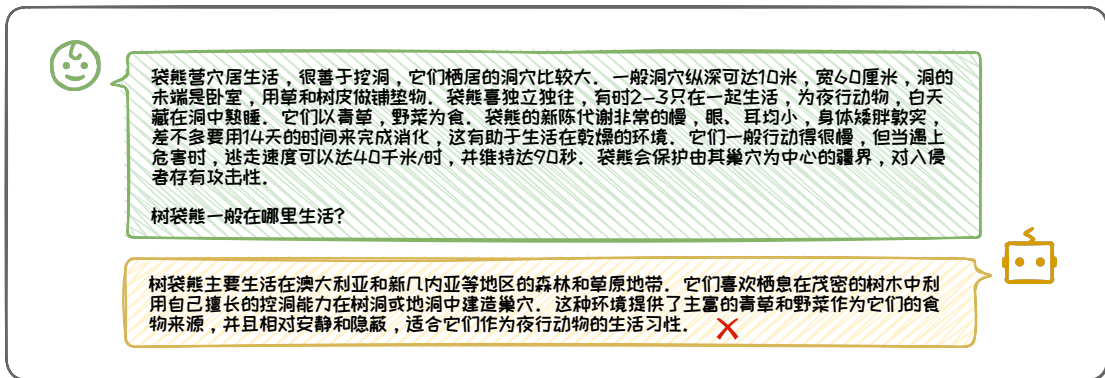 袋熊营穴居生活，很善于挖洞，它们栖居的洞穴比较大．一般洞穴纵深可达10米，宽60厘米，洞的
末端是卧室，用草和树皮做铺垫物．袋熊喜独立独往，有时2-3只在一起生活，为夜行动物，白天
藏在洞中熟睡．它们以青草，野菜为食．袋熊的新陈代谢非常的慢，眼、耳均小，身体矮胖敦实，
差不多要用14天的时间来完成消化，这有助于生活在乾燥的环境．它们一般行动得很慢，但当遇上
危害时，逃走速度可以达40千米/时，并维持达90秒．袋熊会保护由其巢穴为中心的疆界，对入侵
者存有攻击性．
树袋熊一般在哪里生活?
树袋熊主要生活在澳大利亚和新几内亚等地区的森林和草原地带．它们喜欢栖息在茂密的树木中利
用自己擅长的挖洞能力在树洞或地洞中建造巢穴．这种环境提供了丰富的青草和野菜作为它们的食
物来源，并且相对安静和隐蔽，适合它们作为夜行动物的生活习性．